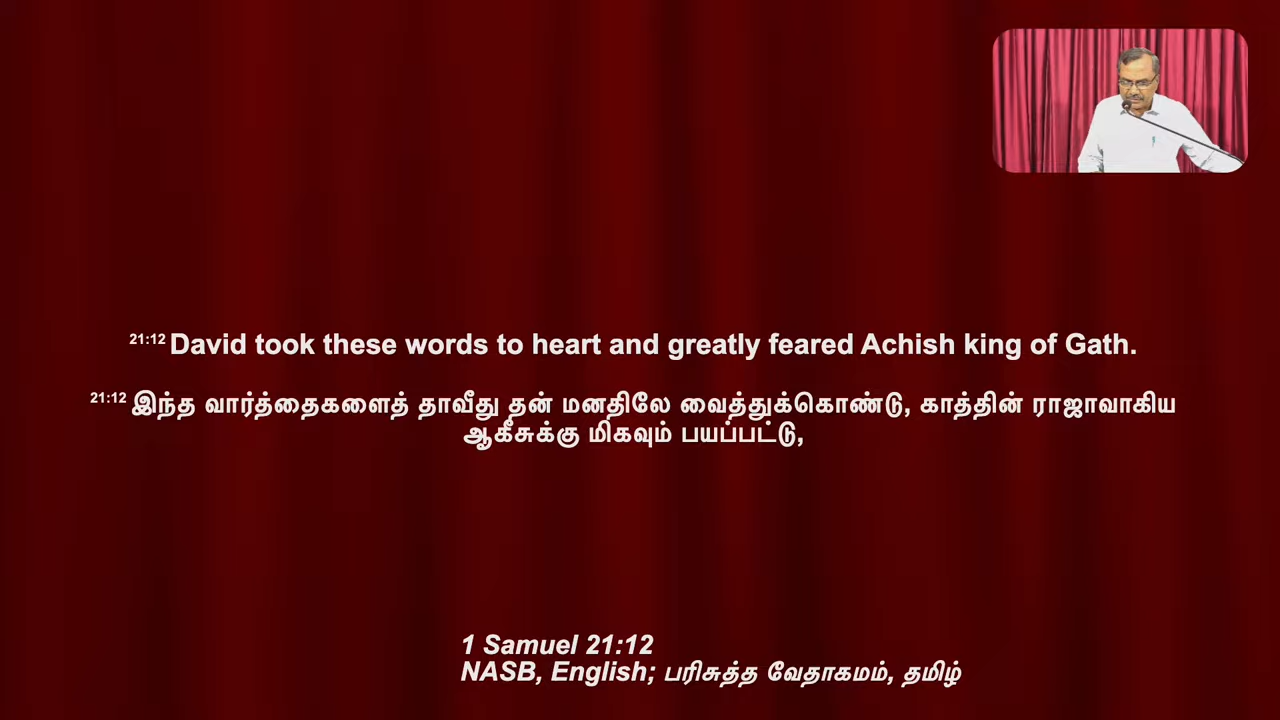 21:12 David took these words to heart and greatly feared Achish king of Gath.
21:12 இந்த வார்த்தைகளைத் தாவீது தன் மனதிலே வைத்துக்கொண்டு, காத்தின் ராஜாவாகிய
ஆகீசுக்கு மிகவும் பயப்பட்டு,
1 Samuel 21:12
NASB, English; பரிசுத்த வேதாகமம், தமிழ்